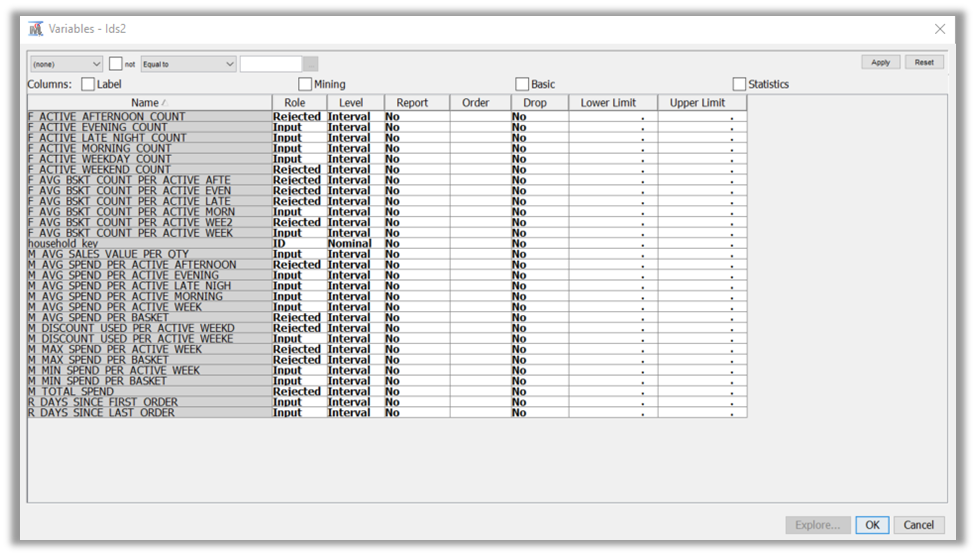 Variables - Ids2
(none) not Equal to ... Apply Reset
Columns: Label Mining Basic Statistics
Name Role Level Report Order Drop Lower Limit Upper Limit
F_ACTIVE_AFTERNOON_COUNT Rejected Interval No No . .
F_ACTIVE_EVENING_COUNT Input Interval No No . .
F_ACTIVE_LATE_NIGHT_COUNT Input Interval No No . .
F_ACTIVE_MORNING_COUNT Input Interval No No . .
F_ACTIVE_WEEKDAY_COUNT Input Interval No No . .
F_ACTIVE_WEEKEND_COUNT Rejected Interval No No . .
F_AVG_BSKT_COUNT_PER_ACTIVE_AFTE Rejected Interval No No . .
F_AVG_BSKT_COUNT_PER_ACTIVE_EVEN Rejected Interval No No . .
F_AVG_BSKT_COUNT_PER_ACTIVE_LATE Rejected Interval No No . .
F_AVG_BSKT_COUNT_PER_ACTIVE_MORN Input Interval No No . .
F_AVG_BSKT_COUNT_PER_ACTIVE_WEE2 Rejected Interval No No . .
F_AVG_BSKT_COUNT_PER_ACTIVE_WEEK Input Interval No No . .
household_key ID Nominal No No . .
M_AVG_SALES_VALUE_PER_QTY Input Interval No No . .
M_AVG_SPEND_PER_ACTIVE_AFTERNOON Rejected Interval No No . .
M_AVG_SPEND_PER_ACTIVE_EVENING Input Interval No No . .
M_AVG_SPEND_PER_ACTIVE_LATE_NIGH Input Interval No No . .
M_AVG_SPEND_PER_ACTIVE_MORNING Input Interval No No . .
M_AVG_SPEND_PER_ACTIVE_WEEK Input Interval No No . .
M_AVG_SPEND_PER_BASKET Rejected Interval No No . .
M_DISCOUNT_USED_PER_ACTIVE_WEEKD Rejected Interval No No . .
M_DISCOUNT_USED_PER_ACTIVE_WEEKE Input Interval No No . .
M_MAX_SPEND_PER_ACTIVE_WEEK Rejected Interval No No . .
M_MAX_SPEND_PER_BASKET Rejected Interval No No . .
M_MIN_SPEND_PER_ACTIVE_WEEK Input Interval No No . .
M_MIN_SPEND_PER_BASKET Input Interval No No . .
M_TOTAL_SPEND Rejected Interval No No . .
R_DAYS_SINCE_FIRST_ORDER Input Interval No No . .
R_DAYS_SINCE_LAST_ORDER Input Interval No No . .
Explore... OK Cancel